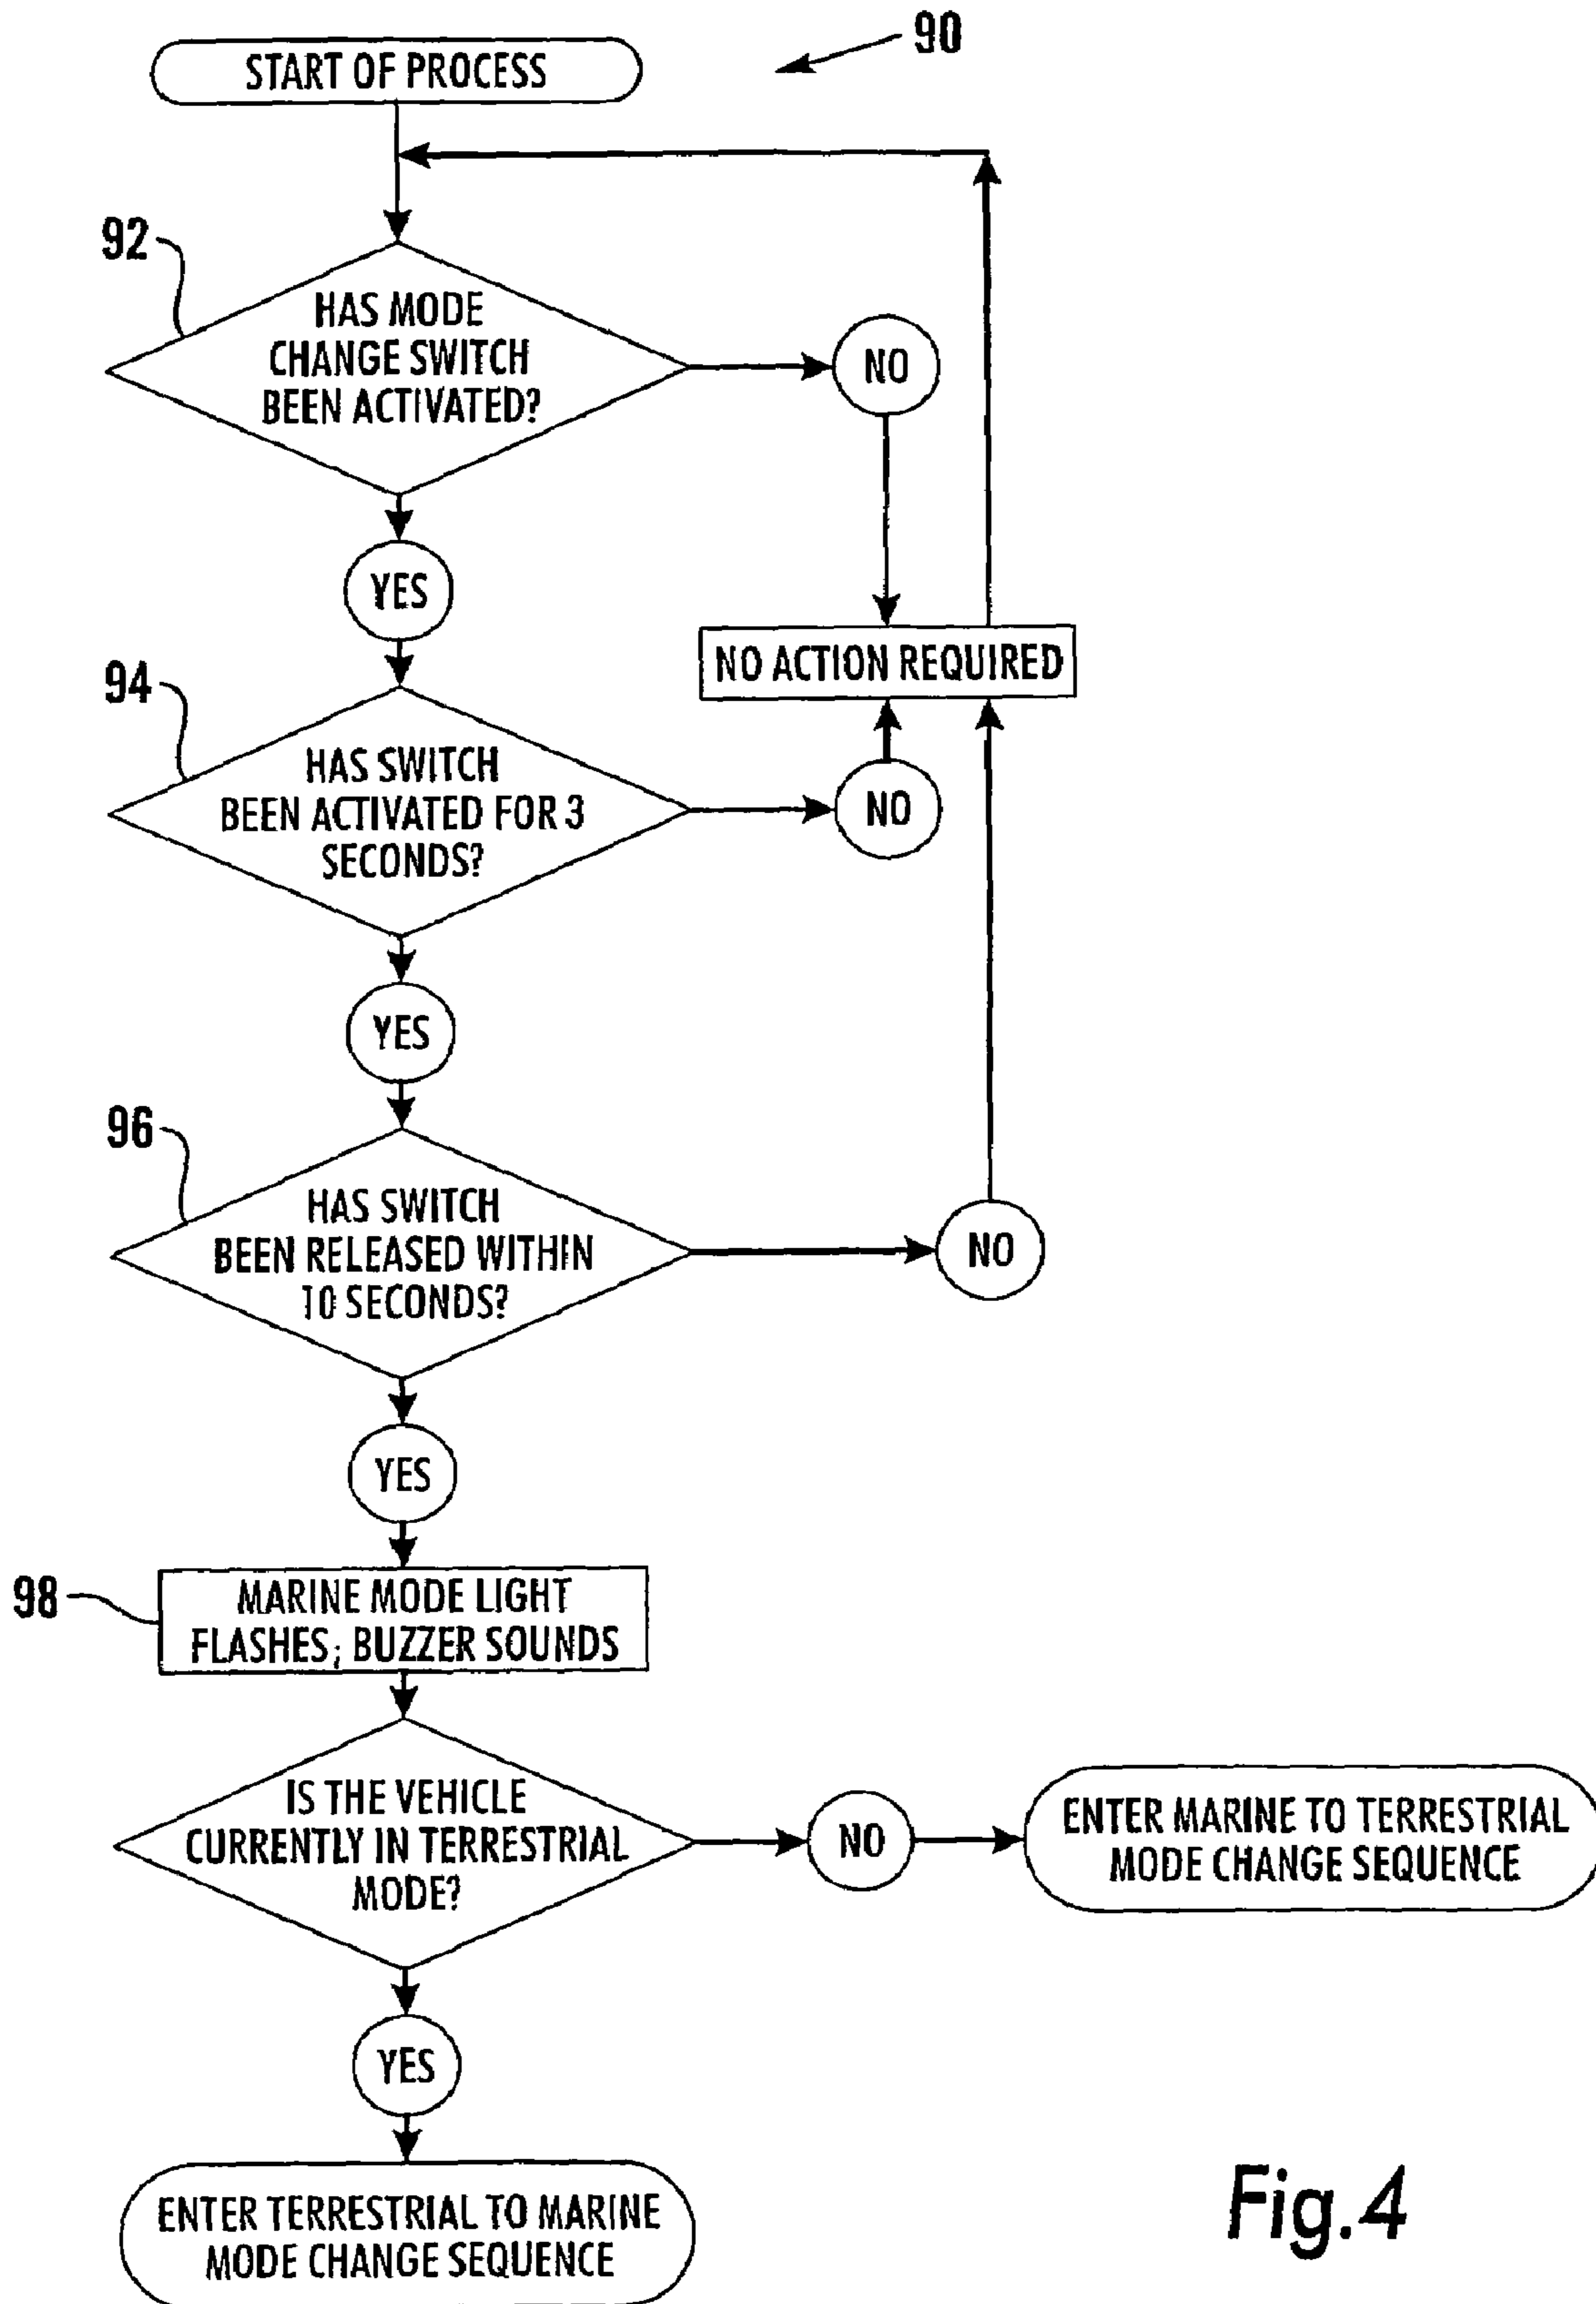 90
START OF PROCESS
92
HAS MODE
CHANGE SWITCH
BEEN ACTIVATED?
NO
YES
NO ACTION REQUIRED
94
HAS SWITCH
BEEN ACTIVATED FOR 3
SECONDS?
NO
YES
96
HAS SWITCH
BEEN RELEASED WITHIN
10 SECONDS?
NO
YES
98
MARINE MODE LIGHT
FLASHES; BUZZER SOUNDS
IS THE VEHICLE
CURRENTLY IN TERRESTRIAL
MODE?
NO
ENTER MARINE TO TERRESTRIAL
MODE CHANGE SEQUENCE
YES
ENTER TERRESTRIAL TO MARINE
MODE CHANGE SEQUENCE
Fig.4